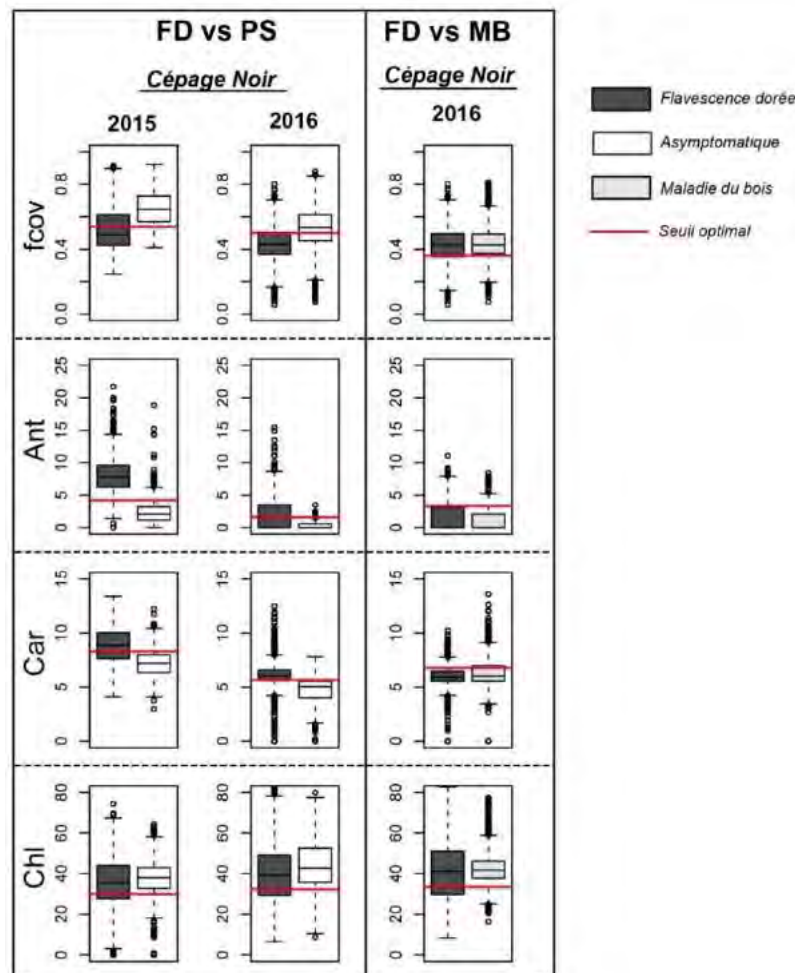 FD vs PS
FD vs MB
Cépage Noir
Cépage Noir
2015
2016
2016
Flavescence dorée
Asymptomatique
Maladie du bois
Seuil optimal
fcov
0.0 0.4 0.8
0.0 0.4 0.8
0.0 0.4 0.8
Ant
0 5 10 15 20 25
0 5 10 15 20 25
0 5 10 15 20 25
Car
0 5 10 15
0 5 10 15
0 5 10 15
Chl
0 20 40 60 80
0 20 40 60 80
0 20 40 60 80